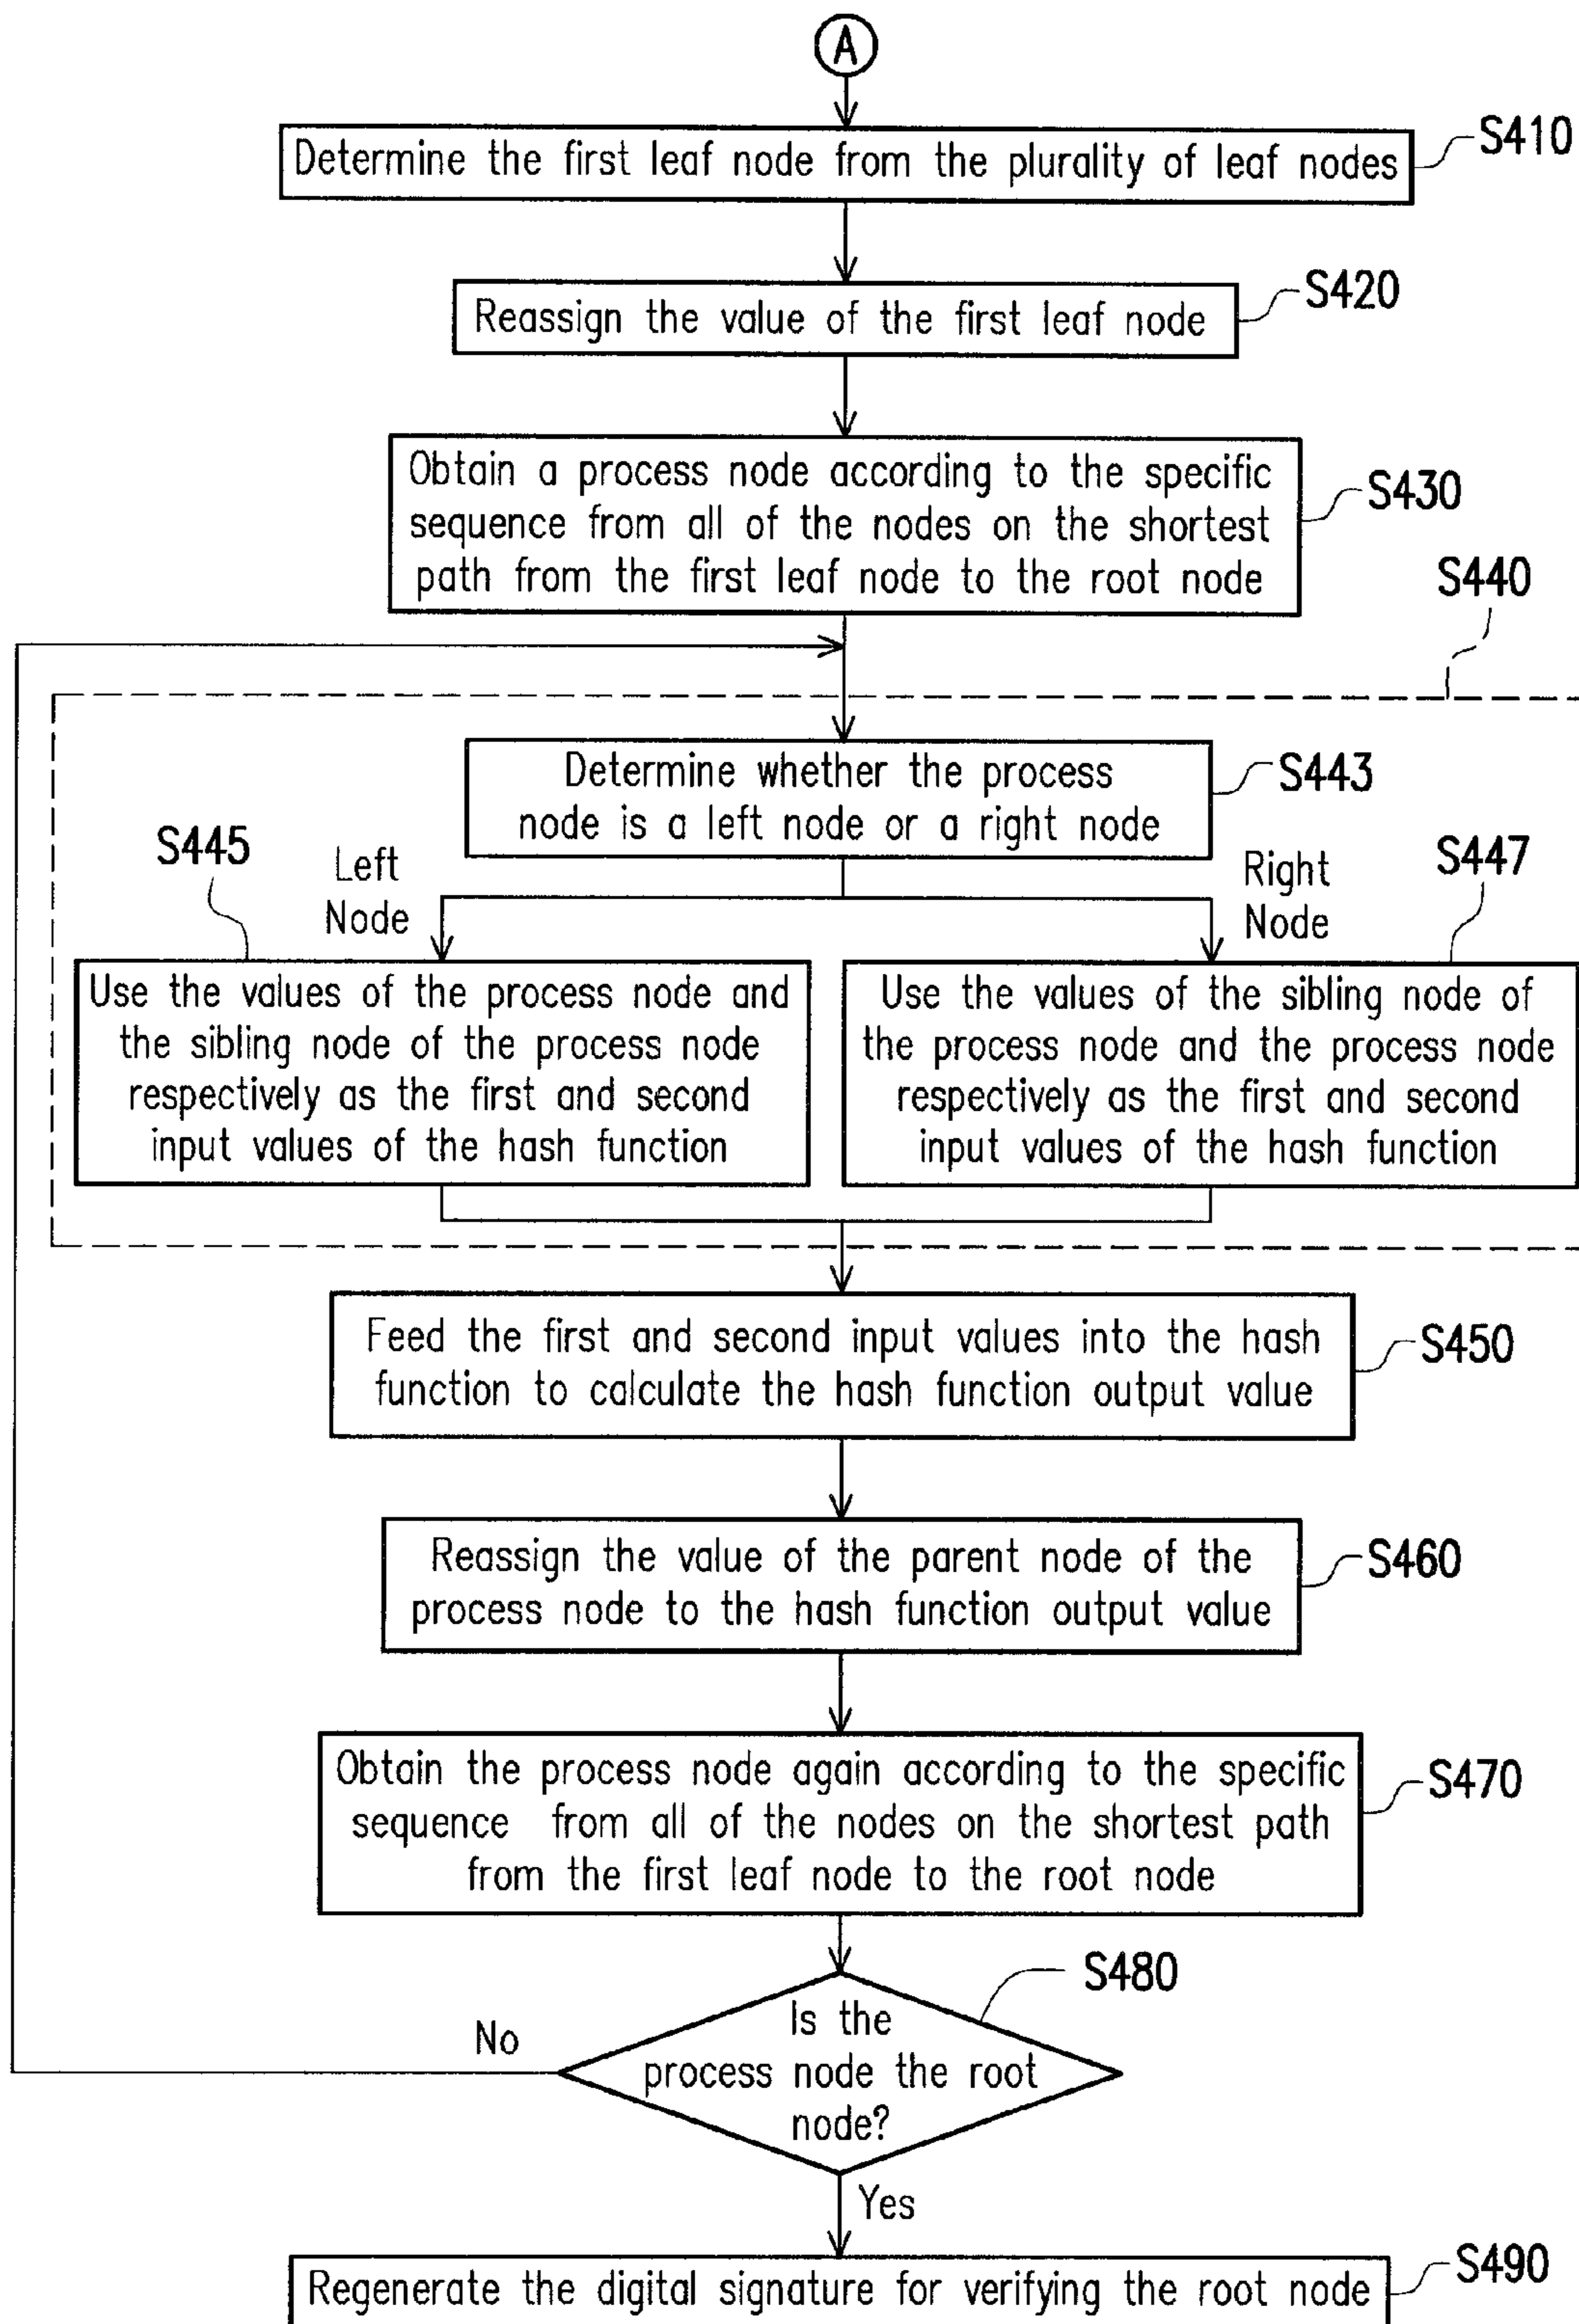 A
Determine the first leaf node from the plurality of leaf nodes
S410
Reassign the value of the first leaf node
S420
Obtain a process node according to the specific
sequence from all of the nodes on the shortest
path from the first leaf node to the root node
S430
S440
Determine whether the process
node is a left node or a right node
S443
S445
Left
Node
Right
Node
S447
Use the values of the process node and
the sibling node of the process node
respectively as the first and second
input values of the hash function
Use the values of the sibling node of
the process node and the process node
respectively as the first and second
input values of the hash function
Feed the first and second input values into the hash
function to calculate the hash function output value
S450
Reassign the value of the parent node of the
process node to the hash function output value
S460
Obtain the process node again according to the specific
sequence from all of the nodes on the shortest path
from the first leaf node to the root node
S470
S480
Is the
process node the root
node?
No
Yes
Regenerate the digital signature for verifying the root node
S490